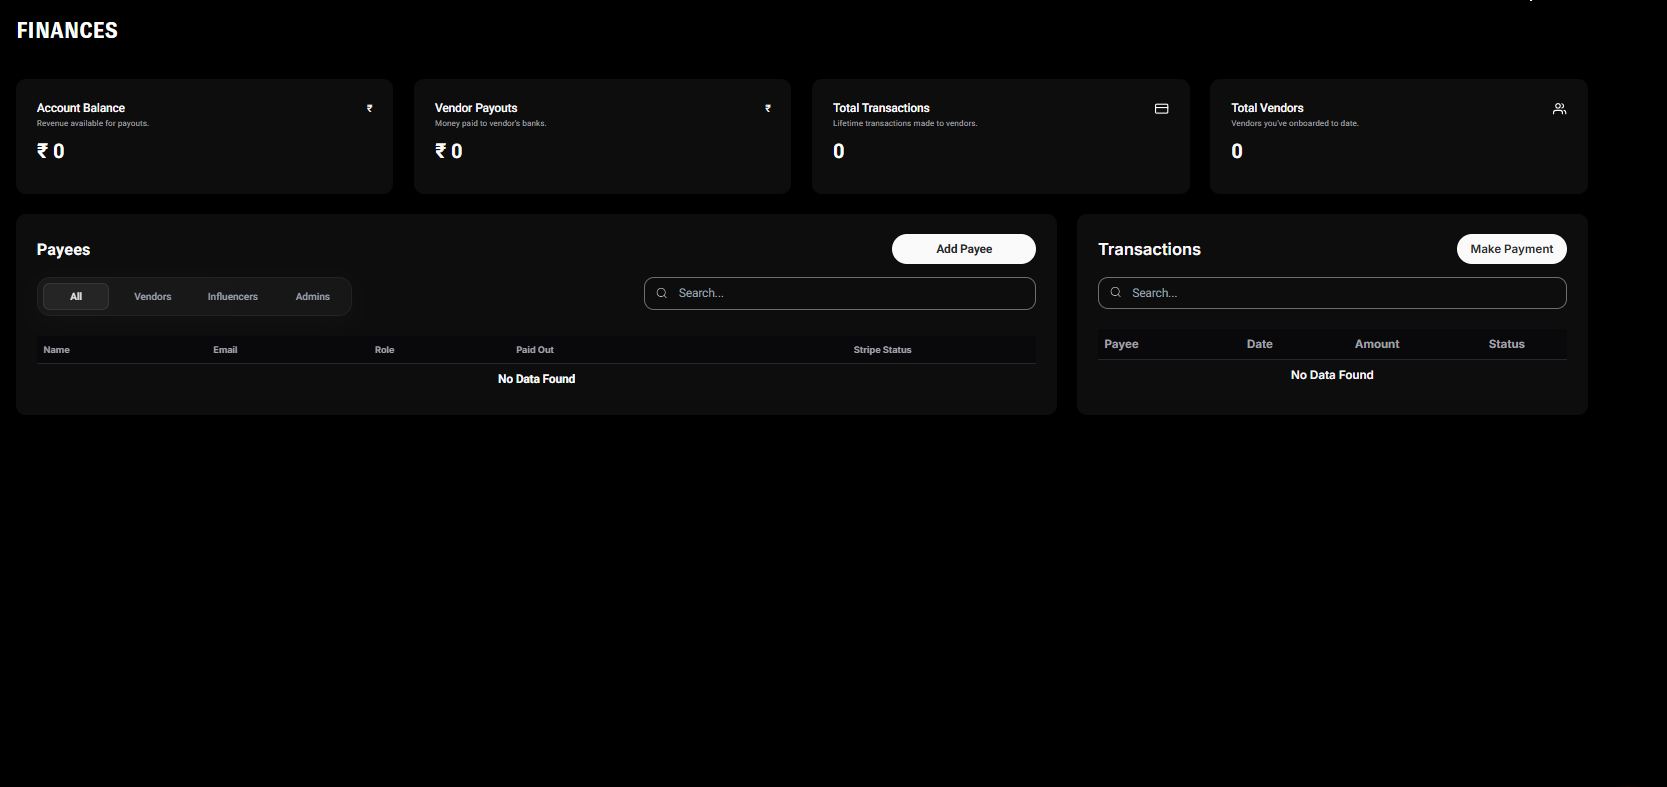 FINANCES
Account Balance ₹
Revenue available for payouts.
₹ 0
Vendor Payouts ₹
Money paid to vendor's banks.
₹ 0
Total Transactions
Lifetime transactions made to vendors.
0
Total Vendors
Vendors you've onboarded to date.
0
Payees Add Payee
All Vendors Influencers Admins Search...
Name Email Role Paid Out Stripe Status
No Data Found
Transactions Make Payment
Search...
Payee Date Amount Status
No Data Found